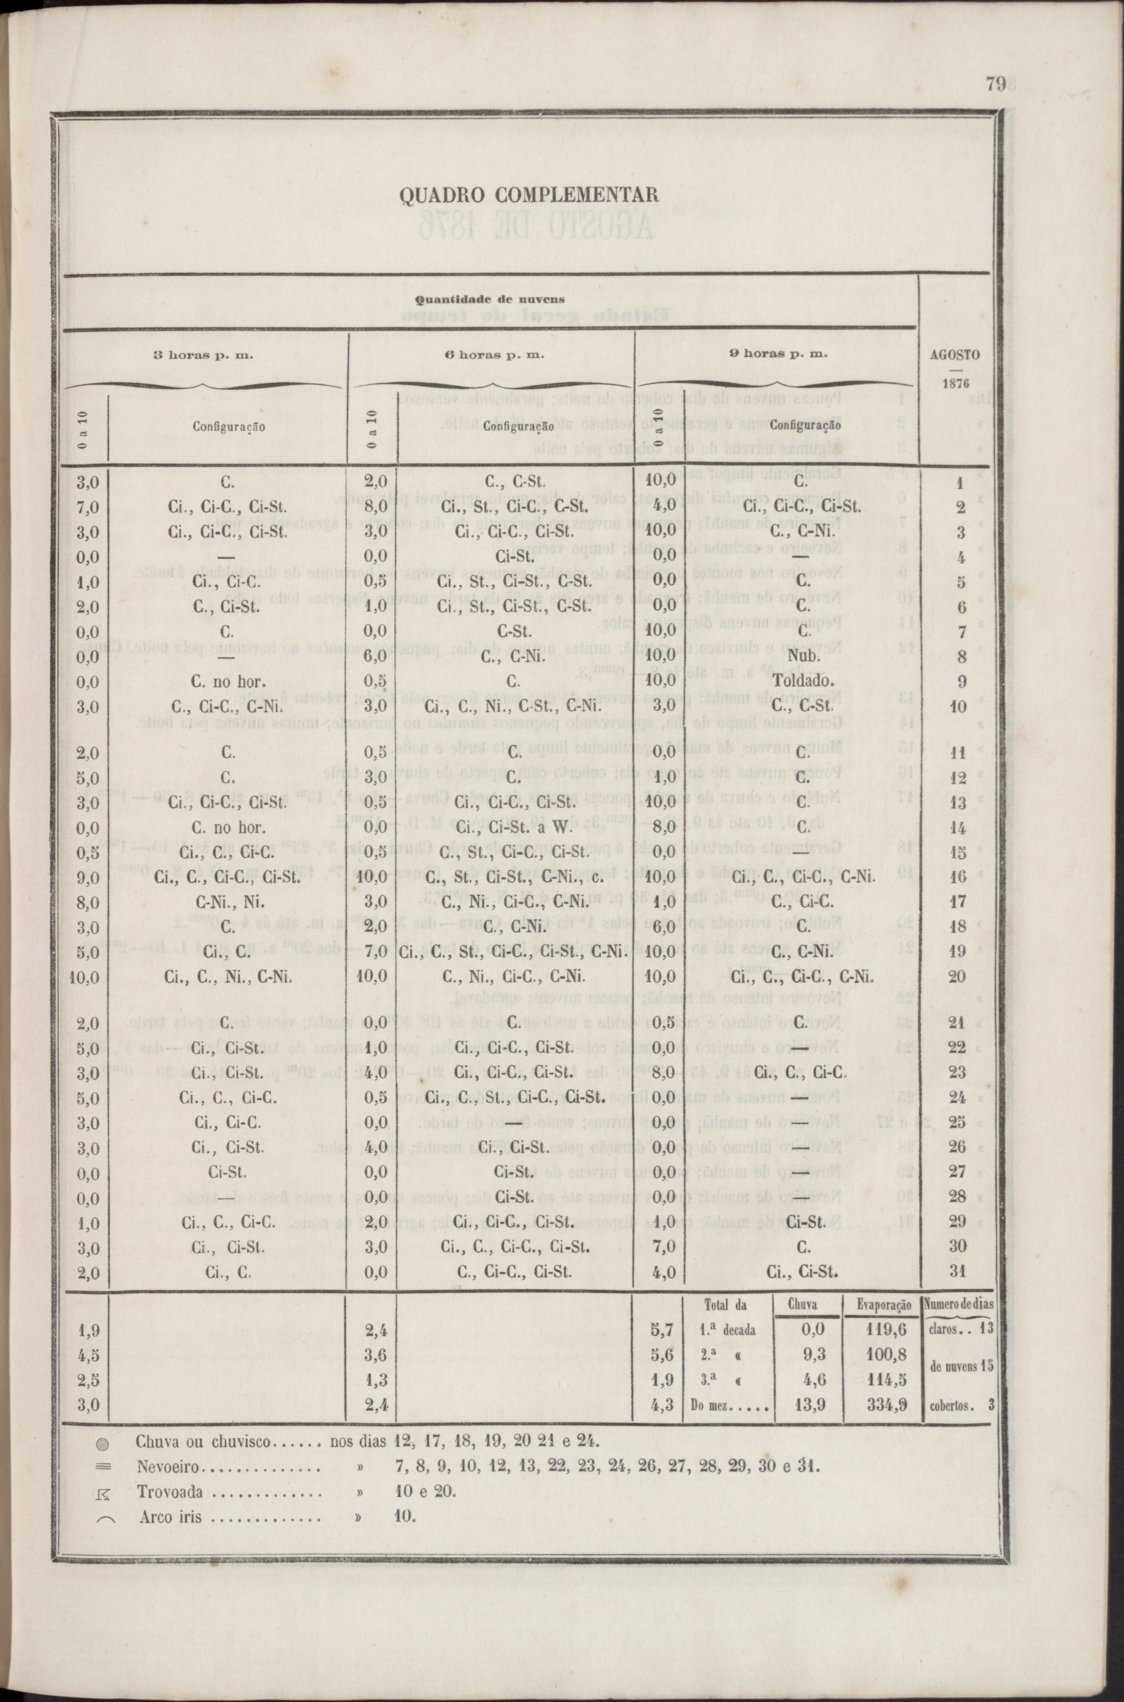 79
QUADRO COMPLEMENTAR
Quantidade de nuvens
3 horas p. m. 6 horas p. m. 9 horas p. m. AGOSTO
1876
0 a 10 Configuração 0 a 10 Configuração 0 a 10 Configuração
3,0 C. 2,0 C., C-St. 10,0 C. 1
7,0 Ci., Ci-C., Ci-St. 8,0 Ci., St., Ci-C., C-St. 4,0 Ci., Ci-C., Ci-St. 2
3,0 Ci., Ci-C., Ci-St. 3,0 Ci., Ci-C., Ci-St. 10,0 C., C-Ni. 3
0,0 — 0,0 Ci-St. 0,0 — 4
1,0 Ci., Ci-C. 0,5 Ci., St., Ci-St., C-St. 0,0 C. 5
2,0 C., Ci-St. 1,0 Ci., St., Ci-St., C-St. 0,0 C. 6
0,0 C. 0,0 C-St. 10,0 C. 7
0,0 — 6,0 C., C-Ni. 10,0 Nub. 8
0,0 C. no hor. 0,5 C. 10,0 Toldado. 9
3,0 C., Ci-C., C-Ni. 3,0 Ci., C., Ni., C-St., C-Ni. 3,0 C., C-St. 10
2,0 C. 0,5 C. 0,0 C. 11
5,0 C. 3,0 C. 1,0 C. 12
3,0 Ci., Ci-C., Ci-St. 0,5 Ci., Ci-C., Ci-St. 10,0 C. 13
0,0 C. no hor. 0,0 Ci., Ci-St. a W. 8,0 C. 14
0,5 Ci., C., Ci-C. 0,5 C., St., Ci-C., Ci-St. 0,0 — 15
9,0 Ci., C., Ci-C., Ci-St. 10,0 C., St., Ci-St., C-Ni., c. 10,0 Ci., C., Ci-C., C-Ni. 16
8,0 C-Ni., Ni. 3,0 C., Ni., Ci-C., C-Ni. 1,0 C., Ci-C. 17
3,0 C. 2,0 C., C-Ni. 6,0 C. 18
5,0 Ci., C. 7,0 Ci., C., St., Ci-C., Ci-St., C-Ni. 10,0 C., C-Ni. 19
10,0 Ci., C., Ni., C-Ni. 10,0 C., Ni., Ci-C., C-Ni. 10,0 Ci., C., Ci-C., C-Ni. 20
2,0 C. 0,0 C. 0,5 C. 21
5,0 Ci., Ci-St. 1,0 Ci., Ci-C., Ci-St. 0,0 — 22
3,0 Ci., Ci-St. 4,0 Ci., Ci-C., Ci-St. 8,0 Ci., C., Ci-C. 23
5,0 Ci., C., Ci-C. 0,5 Ci., C., St., Ci-C., Ci-St. 0,0 — 24
3,0 Ci., Ci-C. 0,0 — 0,0 — 25
3,0 Ci., Ci-St. 4,0 Ci., Ci-St. 0,0 — 26
0,0 Ci-St. 0,0 Ci-St. 0,0 — 27
0,0 — 0,0 Ci-St. 0,0 — 28
1,0 Ci., C., Ci-C. 2,0 Ci., Ci-C., Ci-St. 1,0 Ci-St. 29
3,0 Ci., Ci-St. 3,0 Ci., C., Ci-C., Ci-St. 7,0 C. 30
2,0 Ci., C. 0,0 C., Ci-C., Ci-St. 4,0 Ci., Ci-St. 31
Total da Chuva Evaporação Numero de dias
1,9 2,4 5,7 1.ª decada 0,0 119,6 claros.. 13
4,5 3,6 5,6 2.ª « 9,3 100,8
de nuvens 15
2,5 1,3 1,9 3.ª « 4,6 114,5
3,0 2,4 4,3 Do mez..... 13,9 334,9 cobertos. 3
Chuva ou chuvisco...... nos dias 12, 17, 18, 19, 20 21 e 24.
Nevoeiro.............. » 7, 8, 9, 10, 12, 13, 22, 23, 24, 26, 27, 28, 29, 30 e 31.
Trovoada ............. » 10 e 20.
Arco iris ............. » 10.